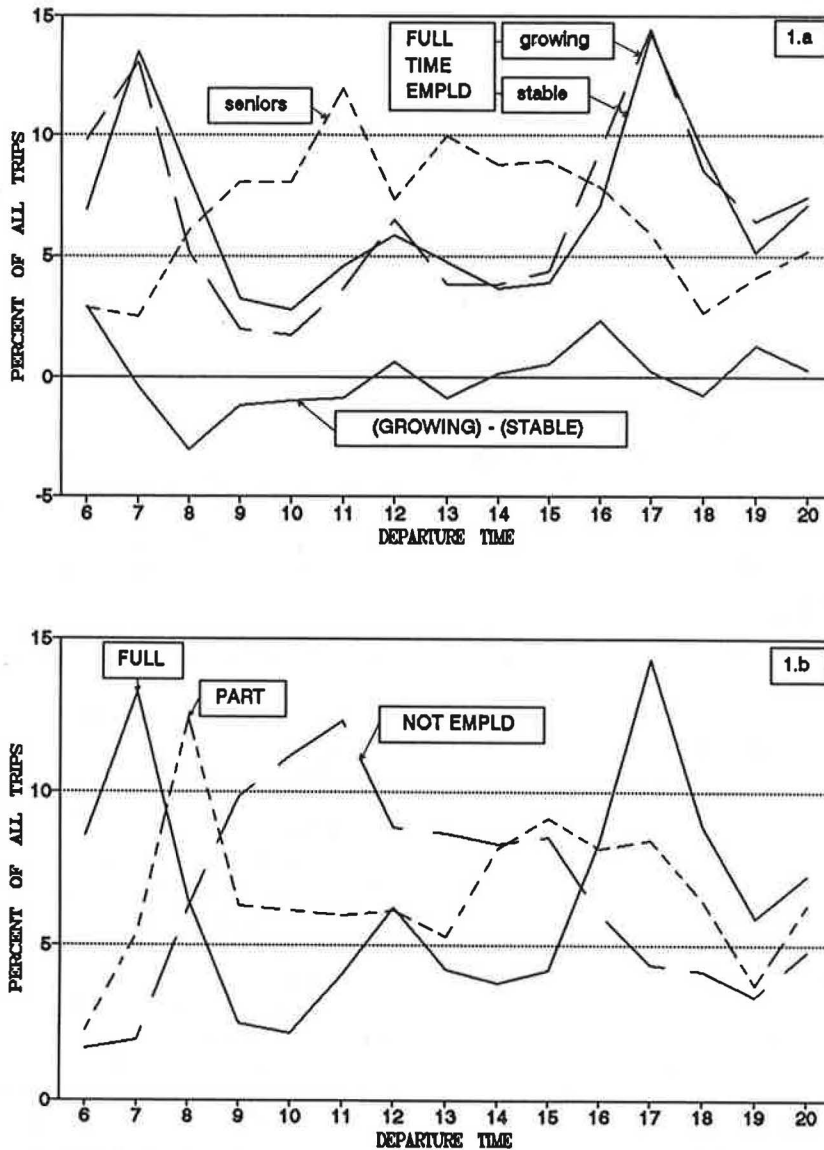 15
FULL
TIME
EMPLD
growing
1.a
stable
seniors
10
5
0
-5
PERCENT OF ALL TRIPS
(GROWING) - (STABLE)
6 7 8 9 10 11 12 13 14 15 16 17 18 19 20
DEPARTURE TIME
15
FULL
1.b
PART
NOT EMPLD
10
5
0
PERCENT OF ALL TRIPS
6 7 8 9 10 11 12 13 14 15 16 17 18 19 20
DEPARTURE TIME